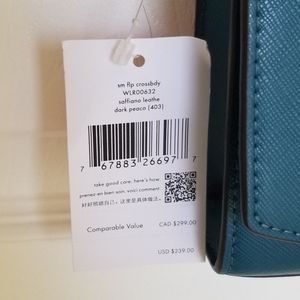 sm flp crossbdy
WLR00632
saffiano leathe
dark peaco (403)
7 67883 26697
take good care. here's how
prenez-en bien soin. voici comment
Comparable Value
CAD $299.00
USD $239.00